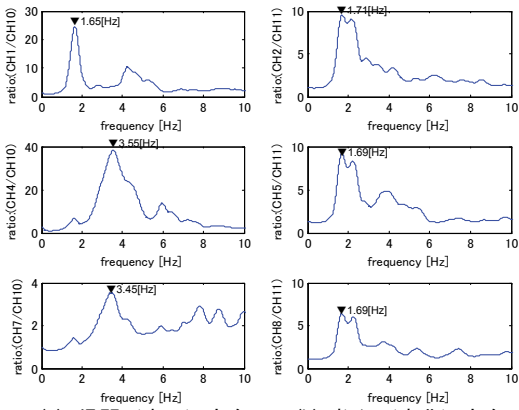 30
20
10
0
0 2 4 6 8 10
ratio:(CH1/CH10)
frequency [Hz]
1.65[Hz]
10
5
0
0 2 4 6 8 10
ratio:(CH2/CH11)
frequency [Hz]
1.71[Hz]
40
20
0
0 2 4 6 8 10
ratio:(CH4/CH10)
frequency [Hz]
3.55[Hz]
10
5
0
0 2 4 6 8 10
ratio:(CH5/CH11)
frequency [Hz]
1.69[Hz]
4
2
0
0 2 4 6 8 10
ratio:(CH7/CH10)
frequency [Hz]
3.45[Hz]
10
5
0
0 2 4 6 8 10
ratio:(CH8/CH11)
frequency [Hz]
1.69[Hz]